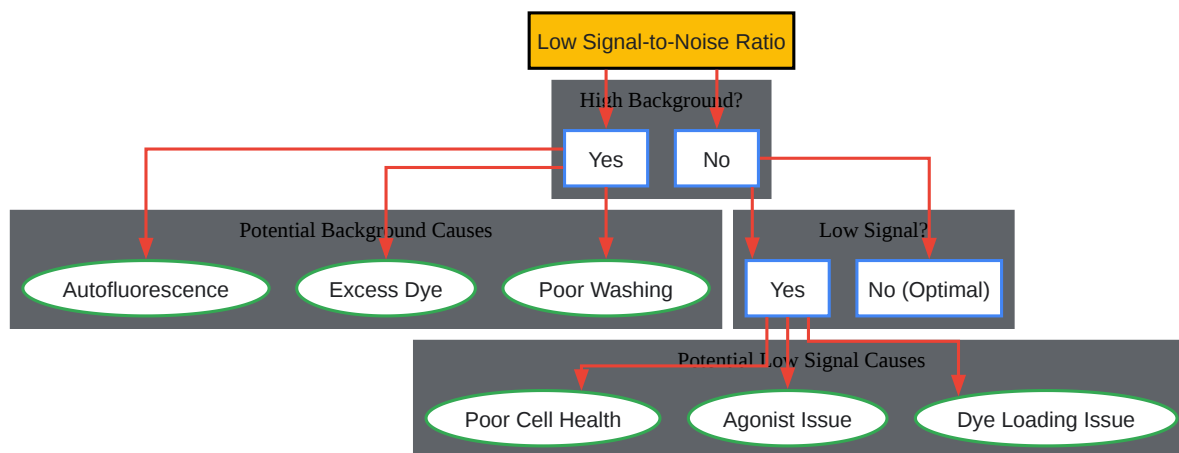 Low Signal-to-Noise Ratio
High Background?
Yes
No
Potential Background Causes
Low Signal?
Autofluorescence
Excess Dye
Poor Washing
Yes
No (Optimal)
Potential Low Signal Causes
Poor Cell Health
Agonist Issue
Dye Loading Issue